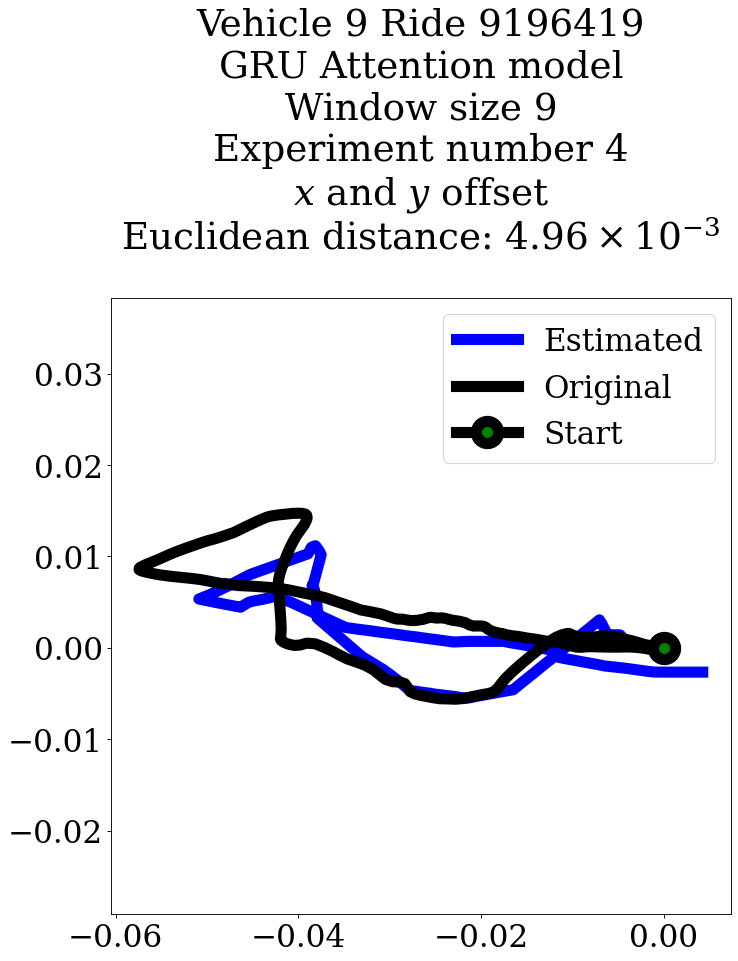 Vehicle 9 Ride 9196419
GRU Attention model
Window size 9
Experiment number 4
x and y offset
Euclidean distance: 4.96 × 10⁻³
Estimated
Original
Start
0.03
0.02
0.01
0.00
−0.01
−0.02
−0.06 −0.04 −0.02 0.00